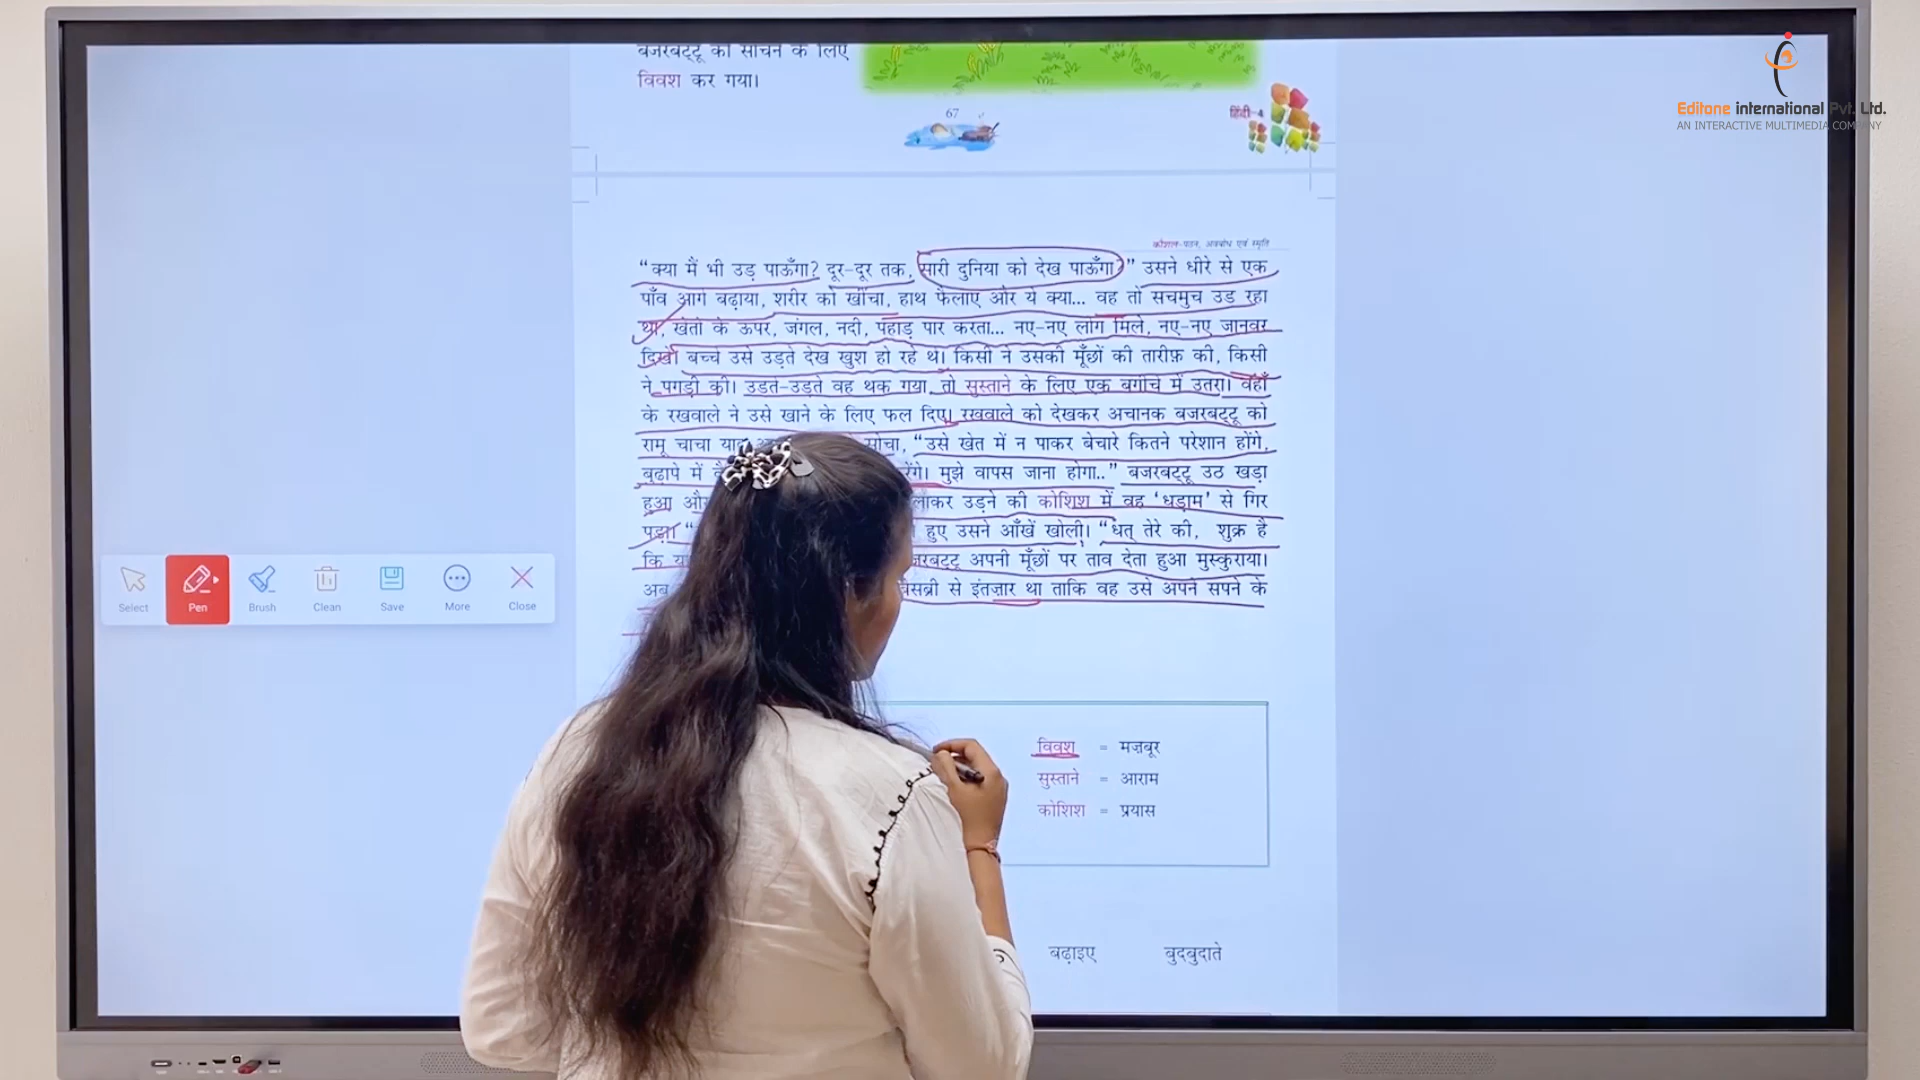 बजरबट्टू को सोचने के लिए
विवश कर गया।
67
हिंदी-4
Editone international Pvt. Ltd.
AN INTERACTIVE MULTIMEDIA COMPANY
कौशल-पठन, अवबोध एवं स्मृति
“क्या मैं भी उड़ पाऊँगा? दूर-दूर तक, सारी दुनिया को देख पाऊँगा?” उसने धीरे से एक
पाँव आगे बढ़ाया, शरीर को खींचा, हाथ फैलाए और ये क्या... वह तो सचमुच उड़ रहा
था, खेतों के ऊपर, जंगल, नदी, पहाड़ पार करता... नए-नए लोग मिले, नए-नए जानवर
दिखे। बच्चे उसे उड़ते देख खुश हो रहे थे। किसी ने उसकी मूँछों की तारीफ़ की, किसी
ने पगड़ी की। उड़ते-उड़ते वह थक गया, तो सुस्ताने के लिए एक बगीचे में उतरा। वहाँ
के रखवाले ने उसे खाने के लिए फल दिए। रखवाले को देखकर अचानक बजरबट्टू को
रामू चाचा याद सोचा, “उसे खेत में न पाकर बेचारे कितने परेशान होंगे,
बुढ़ापे में मुझे वापस जाना होगा..” बजरबट्टू उठ खड़ा
हुआ उड़ने की कोशिश में वह ‘धड़ाम’ से गिर
पड़ा। “ हुए उसने आँखें खोली। “धत् तेरे की, शुक्र है
कि अपनी मूँछों पर ताव देता हुआ मुस्कुराया।
अब से इंतज़ार था ताकि वह उसे अपने सपने के
Select
Pen
Brush
Clean
Save
More
Close
विवश = मज़बूर
सुस्ताने = आराम
कोशिश = प्रयास
बढ़ाइए बुदबुदाते